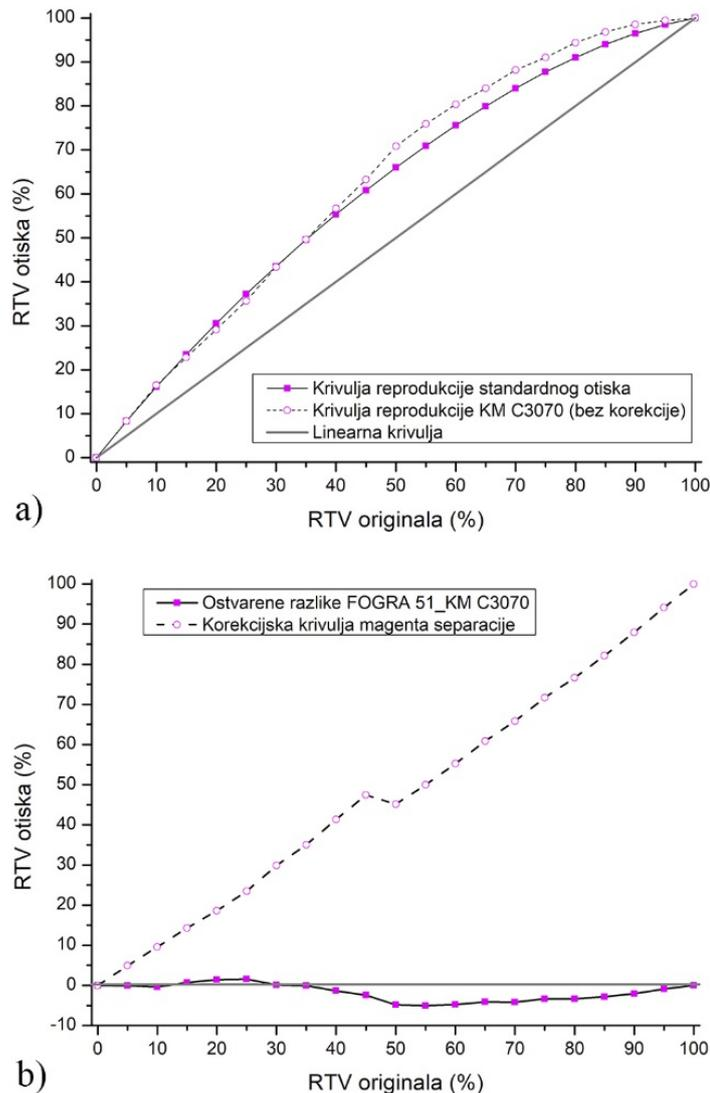 100
90
80
70
60
50
40
30
20
10
0
RTV otiska (%)
Krivulja reprodukcije standardnog otiska
Krivulja reprodukcije KM C3070 (bez korekcije)
Linearna krivulja
0 10 20 30 40 50 60 70 80 90 100
RTV originala (%)
a)
100
90
80
70
60
50
40
30
20
10
0
-10
RTV otiska (%)
Ostvarene razlike FOGRA 51_KM C3070
Korekcijska krivulja magenta separacije
0 10 20 30 40 50 60 70 80 90 100
RTV originala (%)
b)